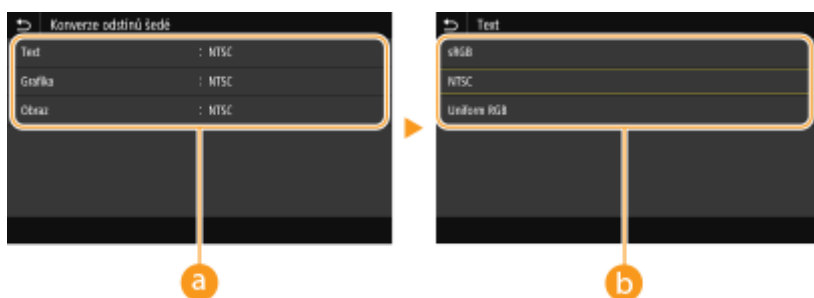 Konverze odstínů šedé
Text : NTSC
Grafika : NTSC
Obraz : NTSC
a
Text
sRGB
NTSC
Uniform RGB
b